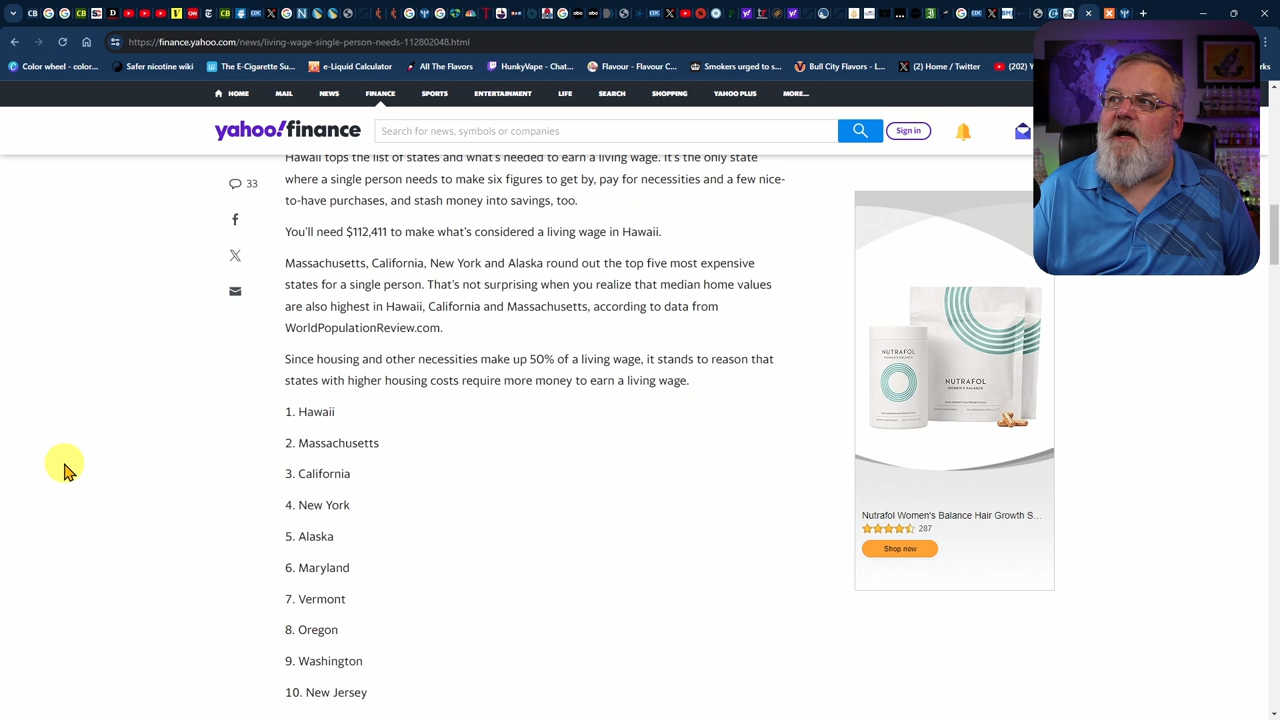 CB
https://finance.yahoo.com/news/living-wage-single-person-needs-112802048.html
Color wheel - color...
Safer nicotine wiki
The E-Cigarette Su...
e-Liquid Calculator
All The Flavors
HunkyVape - Chatt...
Flavour - Flavour C...
Smokers urged to s...
Bull City Flavors - L...
(2) Home / Twitter
HOME
MAIL
NEWS
FINANCE
SPORTS
ENTERTAINMENT
LIFE
SEARCH
SHOPPING
YAHOO PLUS
MORE...
yahoo!finance
Search for news, symbols or companies
Sign in
33
Hawaii tops the list of states and what's needed to earn a living wage. It's the only state
where a single person needs to make six figures to get by, pay for necessities and a few nice-
to-have purchases, and stash money into savings, too.
You'll need $112,411 to make what's considered a living wage in Hawaii.
Massachusetts, California, New York and Alaska round out the top five most expensive
states for a single person. That's not surprising when you realize that median home values
are also highest in Hawaii, California and Massachusetts, according to data from
WorldPopulationReview.com.
Since housing and other necessities make up 50% of a living wage, it stands to reason that
states with higher housing costs require more money to earn a living wage.
1. Hawaii
2. Massachusetts
3. California
4. New York
5. Alaska
6. Maryland
7. Vermont
8. Oregon
9. Washington
10. New Jersey
NUTRAFOL
WOMEN'S BALANCE
NUTRAFOL
Nutrafol Women's Balance Hair Growth S...
287
Shop now